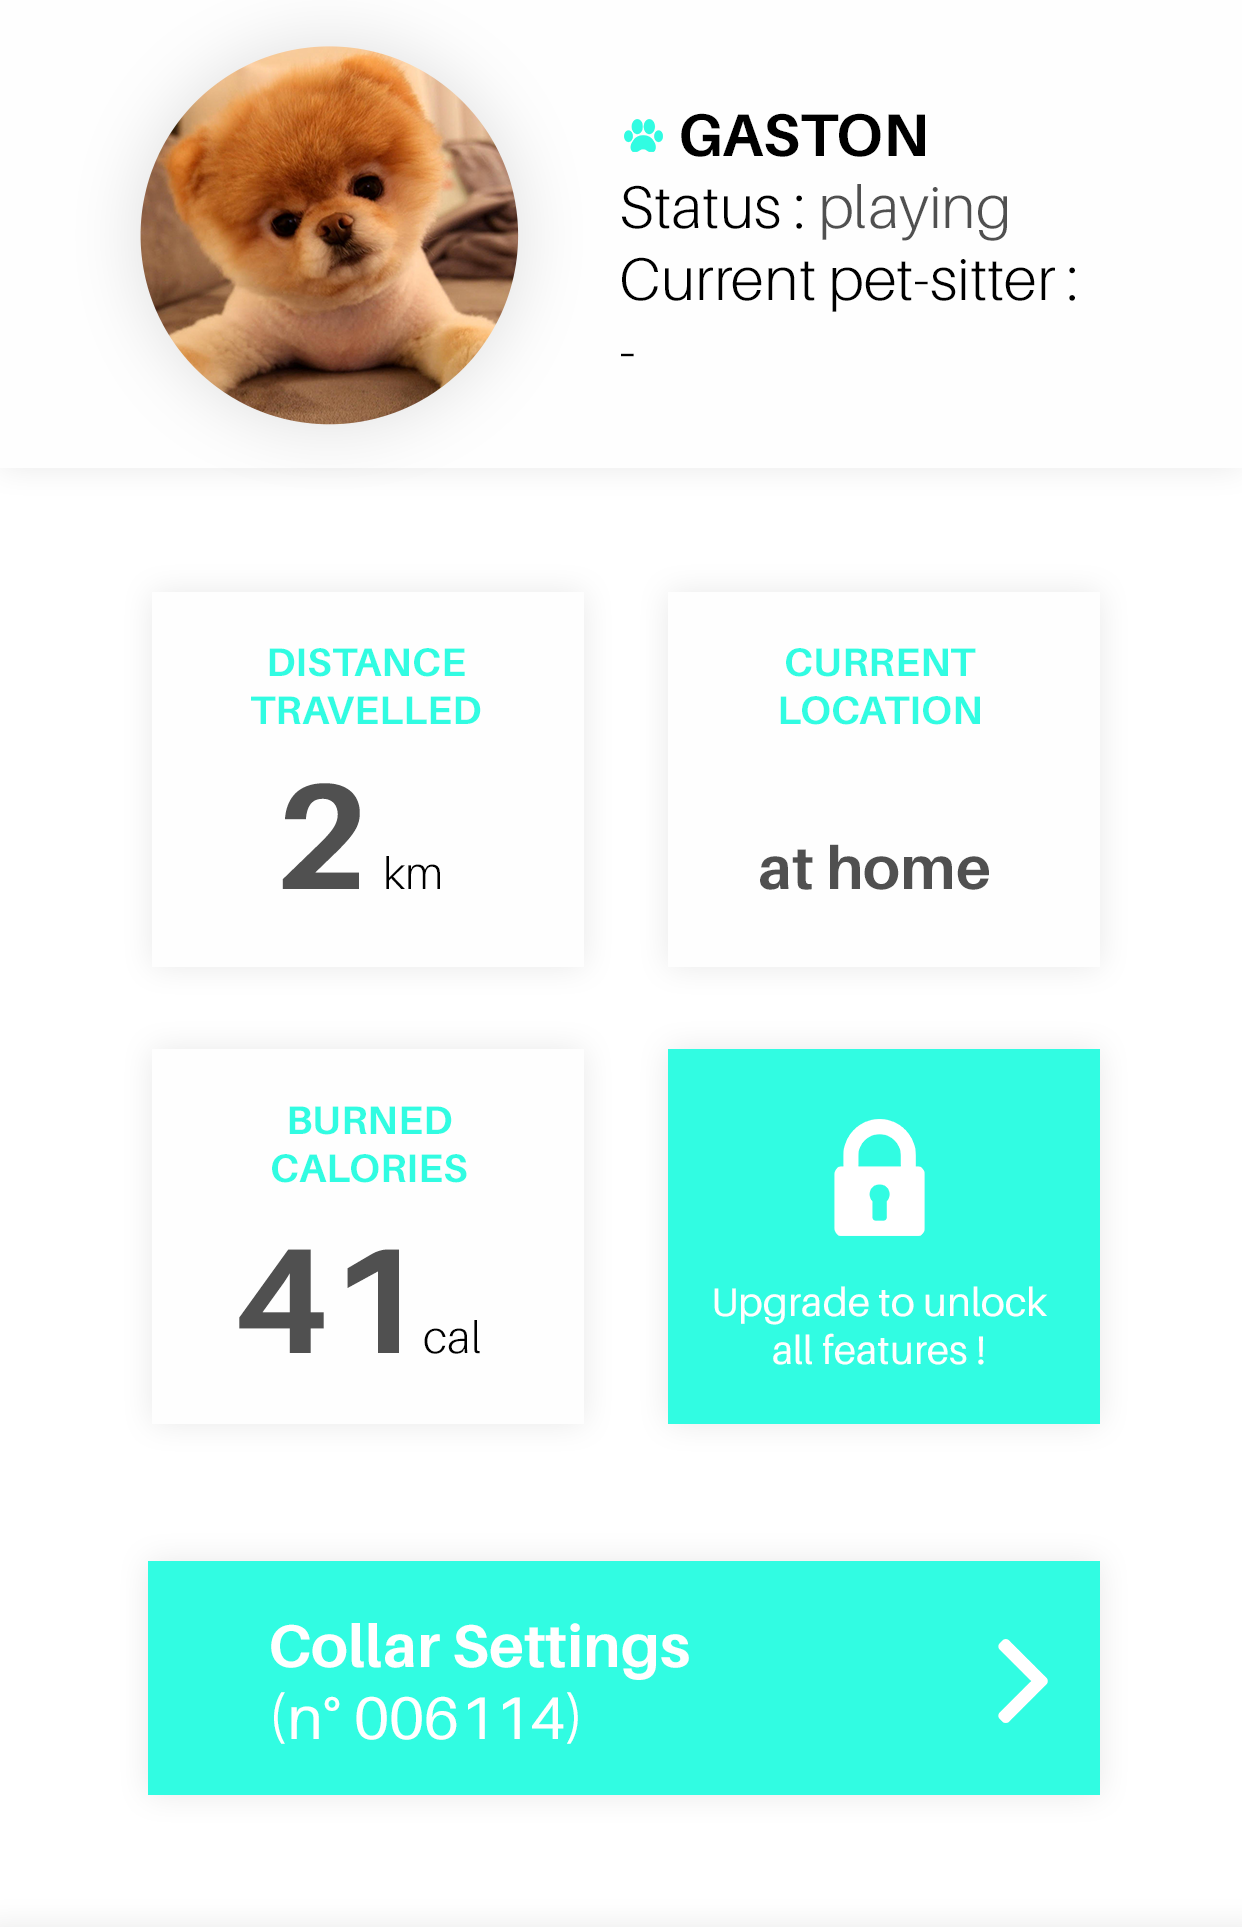 GASTON
Status : playing
Current pet-sitter :
-
DISTANCE
TRAVELLED
2 km
CURRENT
LOCATION
at home
BURNED
CALORIES
41 cal
Upgrade to unlock
all features !
Collar Settings
(n° 006114)